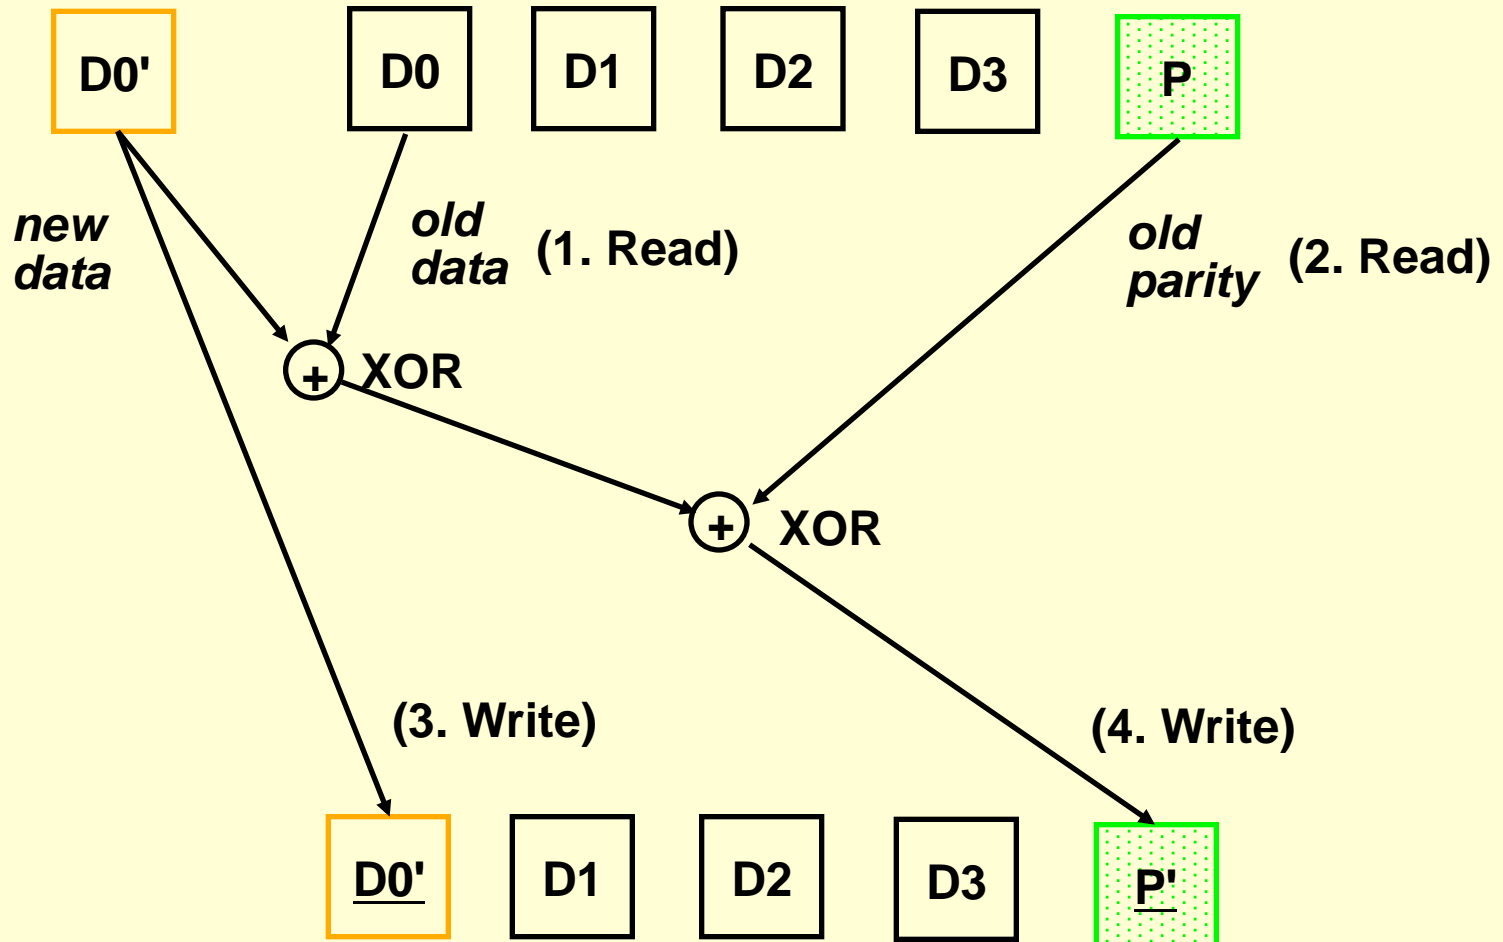 D0' D0 D1 D2 D3 P
new
data
old
data (1. Read)
old
parity (2. Read)
+ XOR
+ XOR
(3. Write) (4. Write)
D0' D1 D2 D3 P'